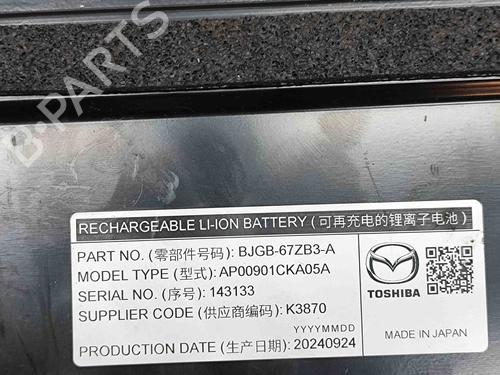 B-PARTS
RECHARGEABLE LI-ION BATTERY (可再充电的锂离子电池)
PART NO. (零部件号码): BJGB-67ZB3-A
MODEL TYPE (型式): AP00901CKA05A
SERIAL NO. (序号): 143133
SUPPLIER CODE (供应商编码): K3870
YYYYMMDD
PRODUCTION DATE (生产日期): 20240924
TOSHIBA
MADE IN JAPAN